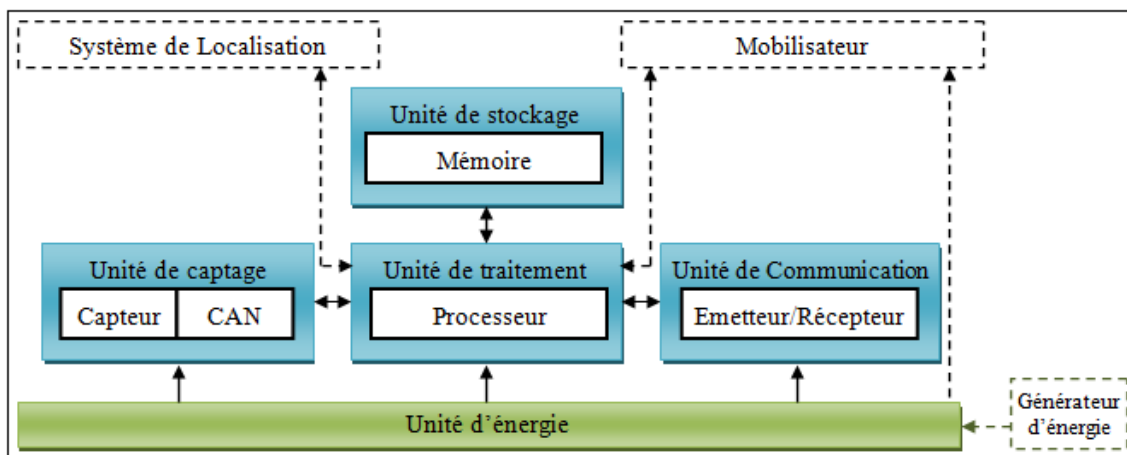 Système de Localisation
Mobilisateur
Unité de stockage
Mémoire
Unité de captage
Capteur
CAN
Unité de traitement
Processeur
Unité de Communication
Emetteur/Récepteur
Unité d'énergie
Générateur
d'énergie